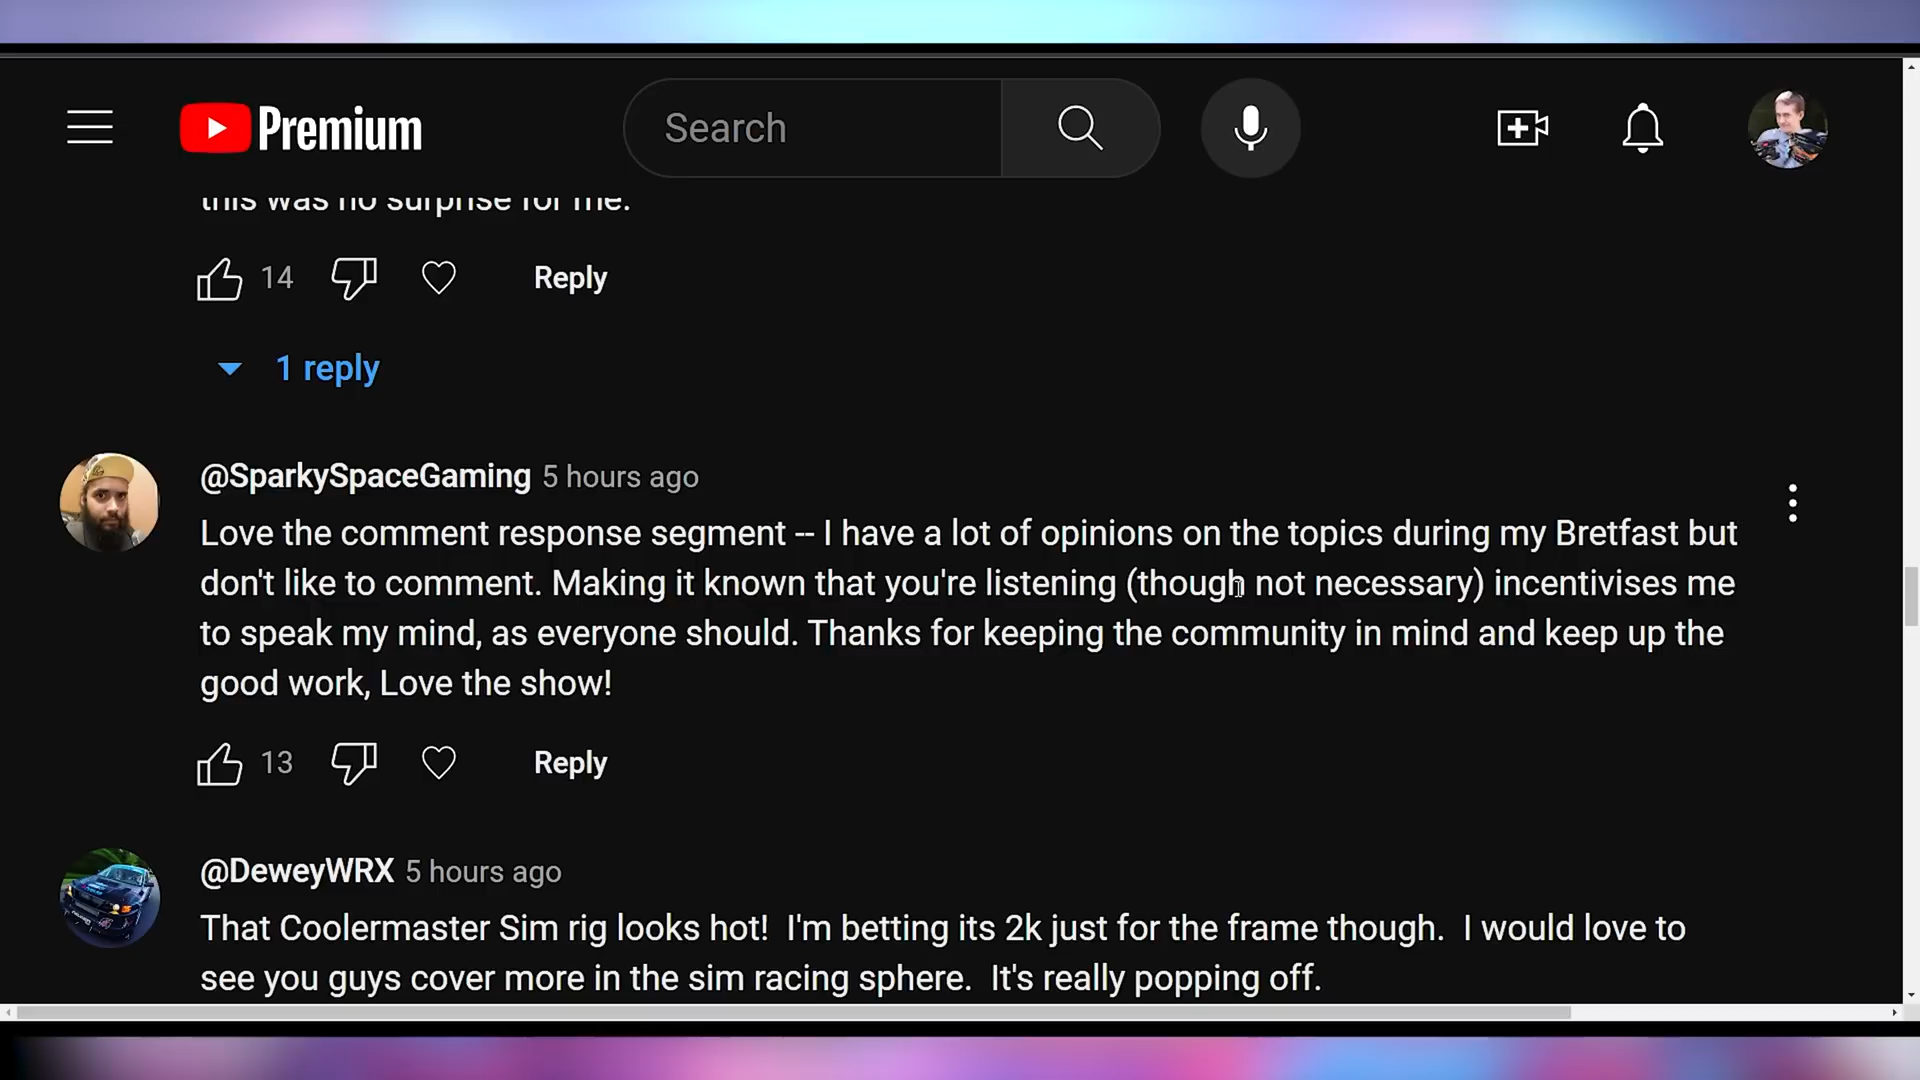 Premium
Search
this was no surprise for me.
14
Reply
1 reply
@SparkySpaceGaming 5 hours ago
Love the comment response segment -- I have a lot of opinions on the topics during my Bretfast but
don't like to comment. Making it known that you're listening (though not necessary) incentivises me
to speak my mind, as everyone should. Thanks for keeping the community in mind and keep up the
good work, Love the show!
13
Reply
@DeweyWRX 5 hours ago
That Coolermaster Sim rig looks hot!  I'm betting its 2k just for the frame though.  I would love to
see you guys cover more in the sim racing sphere.  It's really popping off.